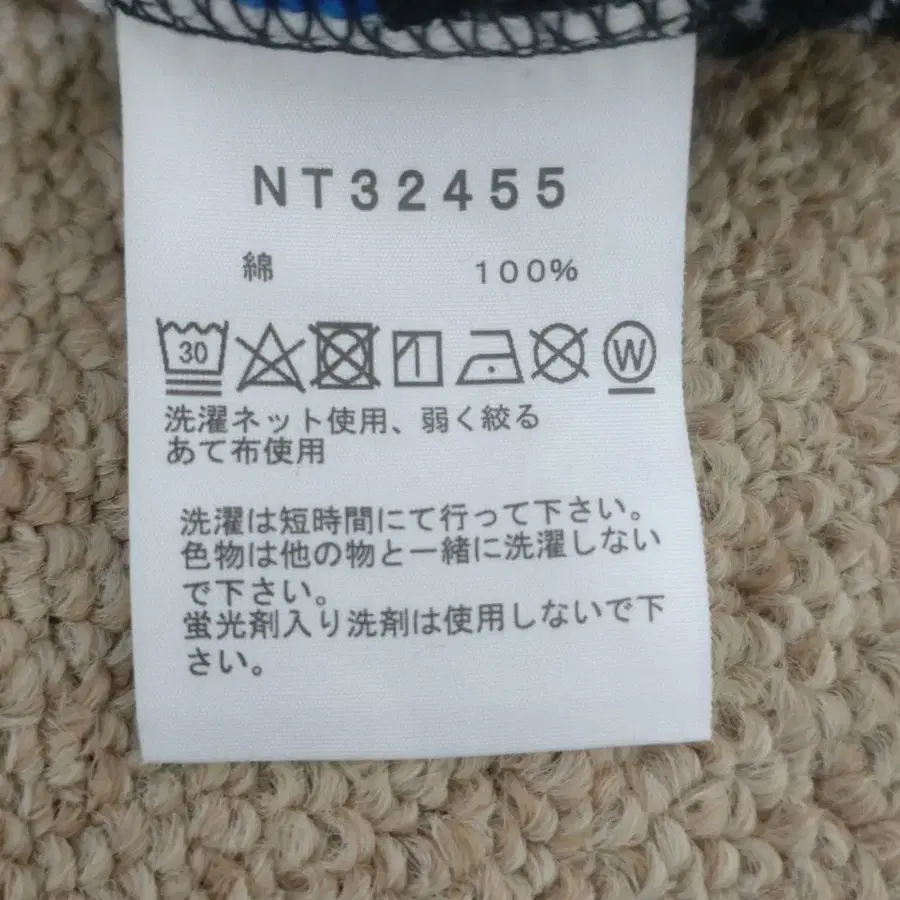 NT32455
綿 100%
30 W
洗濯ネット使用、弱く絞る
あて布使用
洗濯は短時間にて行って下さい。
色物は他の物と一緒に洗濯しない
で下さい。
蛍光剤入り洗剤は使用しないで下
さい。